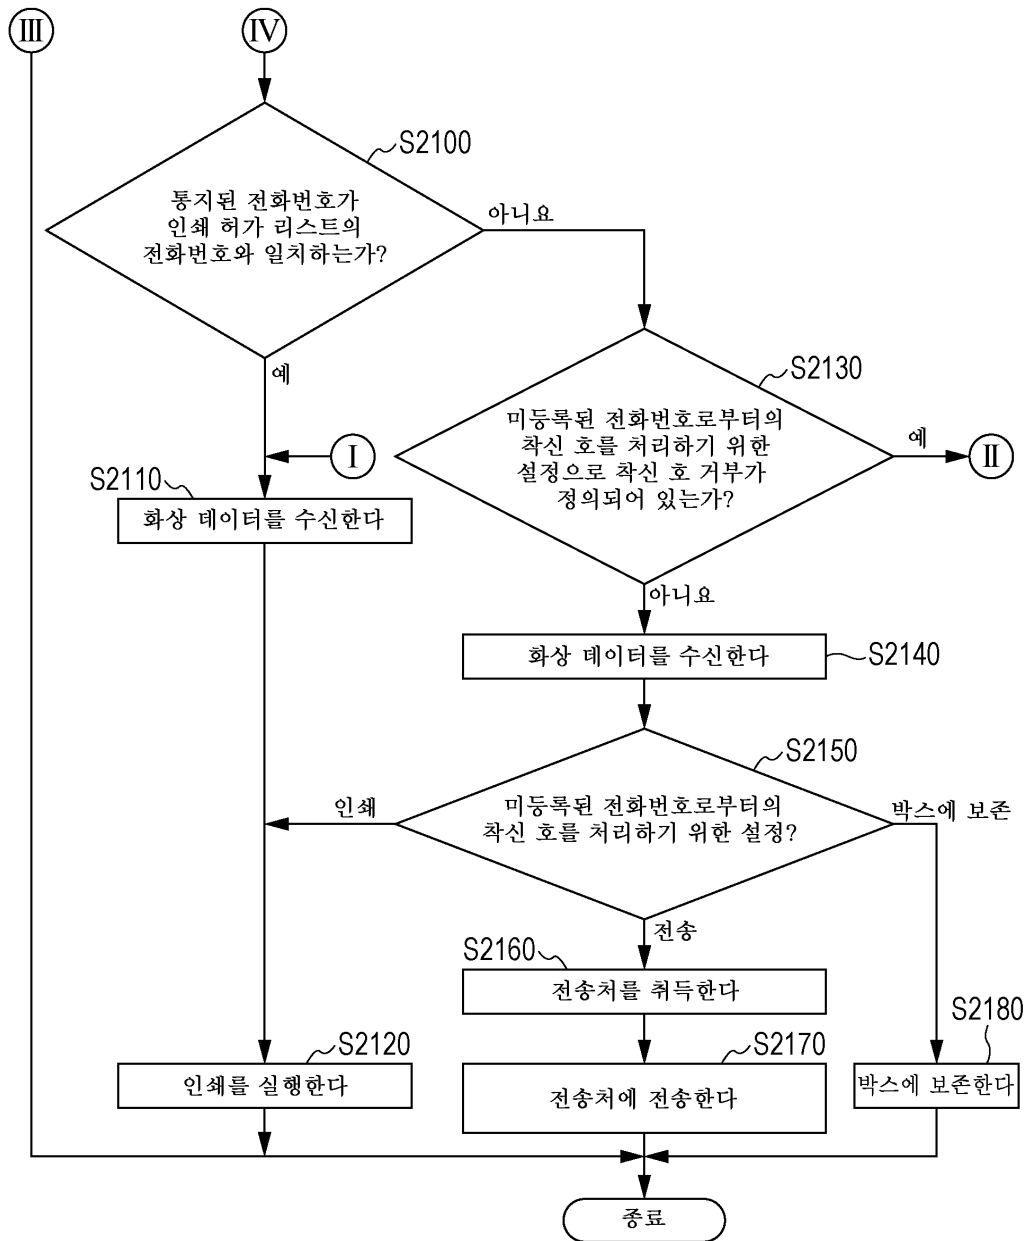 Ⅲ
Ⅳ
S2100
통지된 전화번호가
인쇄 허가 리스트의
전화번호와 일치하는가?
아니요
예
S2130
미등록된 전화번호로부터의
착신 호를 처리하기 위한
설정으로 착신 호 거부가
정의되어 있는가?
예
Ⅱ
Ⅰ
S2110
화상 데이터를 수신한다
아니요
화상 데이터를 수신한다
S2140
S2150
미등록된 전화번호로부터의
착신 호를 처리하기 위한 설정?
인쇄
박스에 보존
전송
S2160
전송처를 취득한다
S2120
인쇄를 실행한다
S2170
전송처에 전송한다
S2180
박스에 보존한다
종료